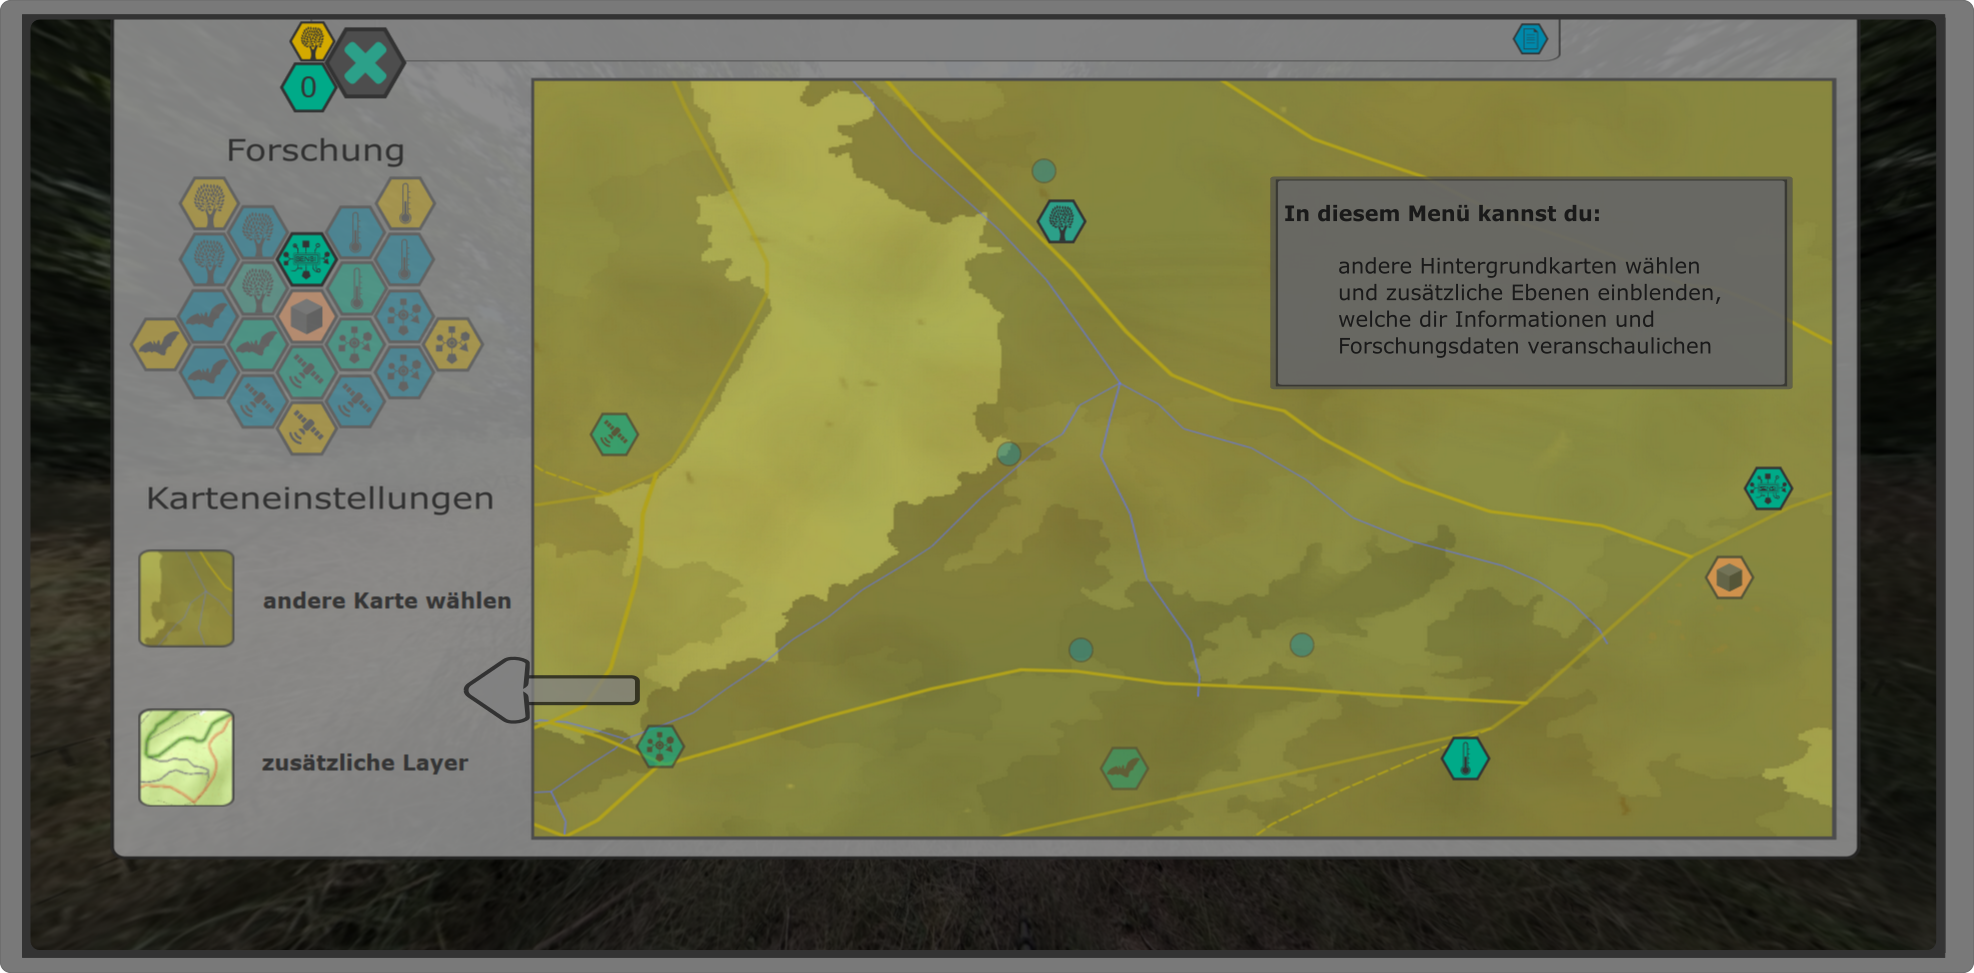 0
Forschung
Karteneinstellungen
andere Karte wählen
zusätzliche Layer
In diesem Menü kannst du:
andere Hintergrundkarten wählen
und zusätzliche Ebenen einblenden,
welche dir Informationen und
Forschungsdaten veranschaulichen